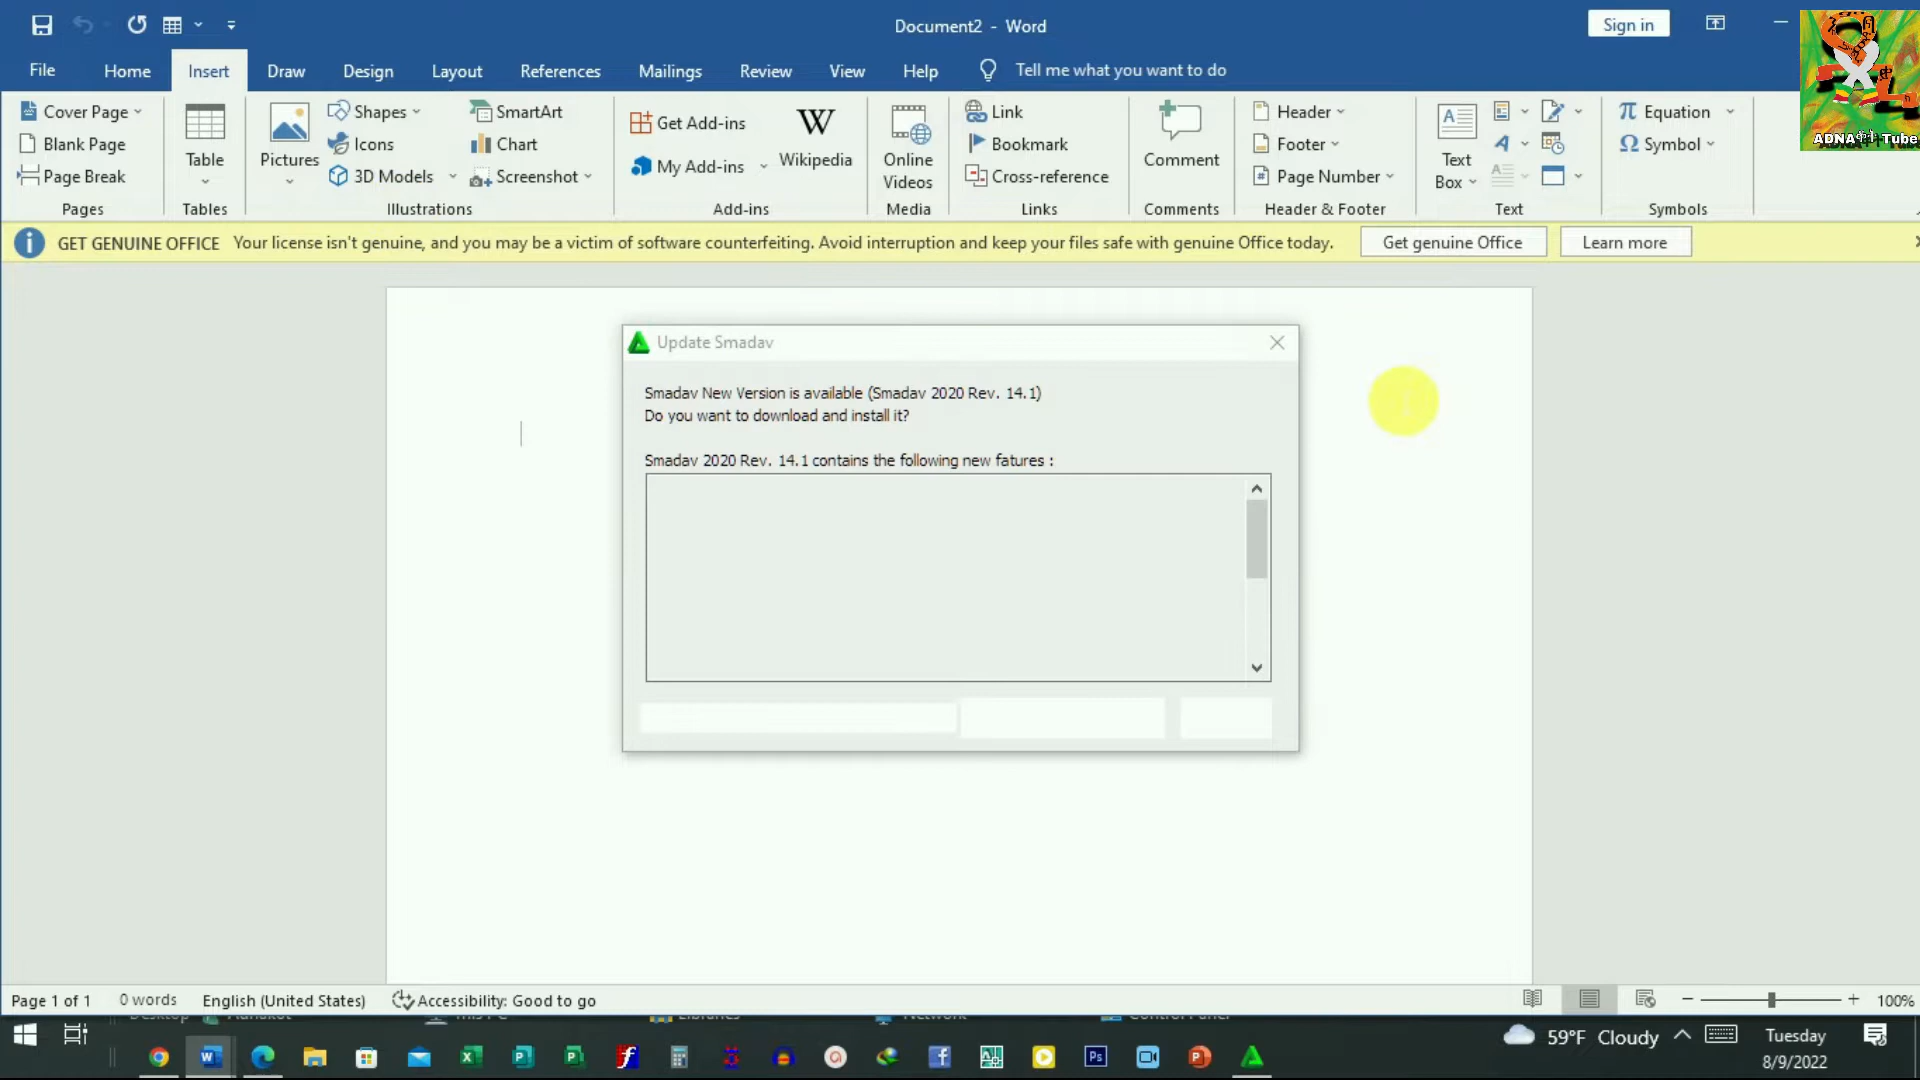 Document2 - Word
Sign in
File Home Insert Draw Design Layout References Mailings Review View Help Tell me what you want to do
Cover Page
Blank Page
Page Break
Pages
Table
Tables
Pictures
Shapes
Icons
3D Models
SmartArt
Chart
Screenshot
Illustrations
Get Add-ins
My Add-ins
Wikipedia
Add-ins
Online
Videos
Media
Link
Bookmark
Cross-reference
Links
Comment
Comments
Header
Footer
Page Number
Header & Footer
Text
Box
Text
Equation
Symbol
Symbols
GET GENUINE OFFICE Your license isn't genuine, and you may be a victim of software counterfeiting. Avoid interruption and keep your files safe with genuine Office today. Get genuine Office Learn more
Update Smadav
Smadav New Version is available (Smadav 2020 Rev. 14.1)
Do you want to download and install it?
Smadav 2020 Rev. 14.1 contains the following new fatures :
Page 1 of 1 0 words English (United States) Accessibility: Good to go 100%
59°F Cloudy
Tuesday
8/9/2022